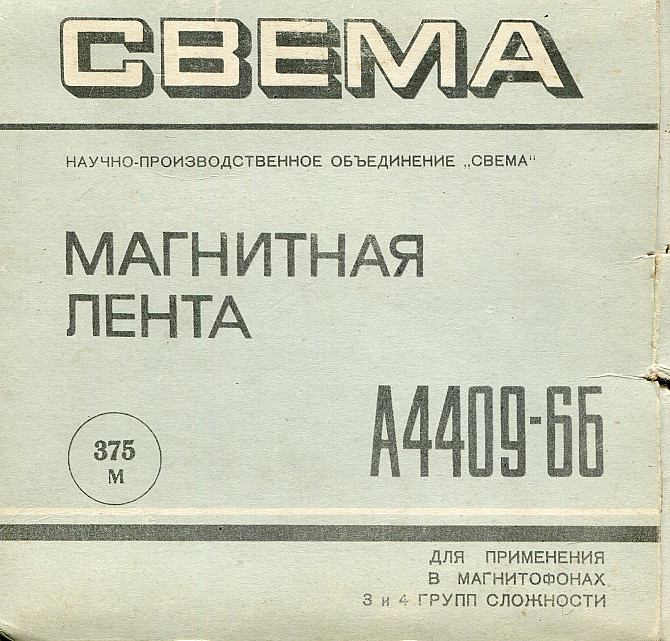 СВЕМА
НАУЧНО-ПРОИЗВОДСТВЕННОЕ ОБЪЕДИНЕНИЕ „СВЕМА“
МАГНИТНАЯ
ЛЕНТА
А4409-6Б
375
М
ДЛЯ ПРИМЕНЕНИЯ
В МАГНИТОФОНАХ
3 и 4 ГРУПП СЛОЖНОСТИ